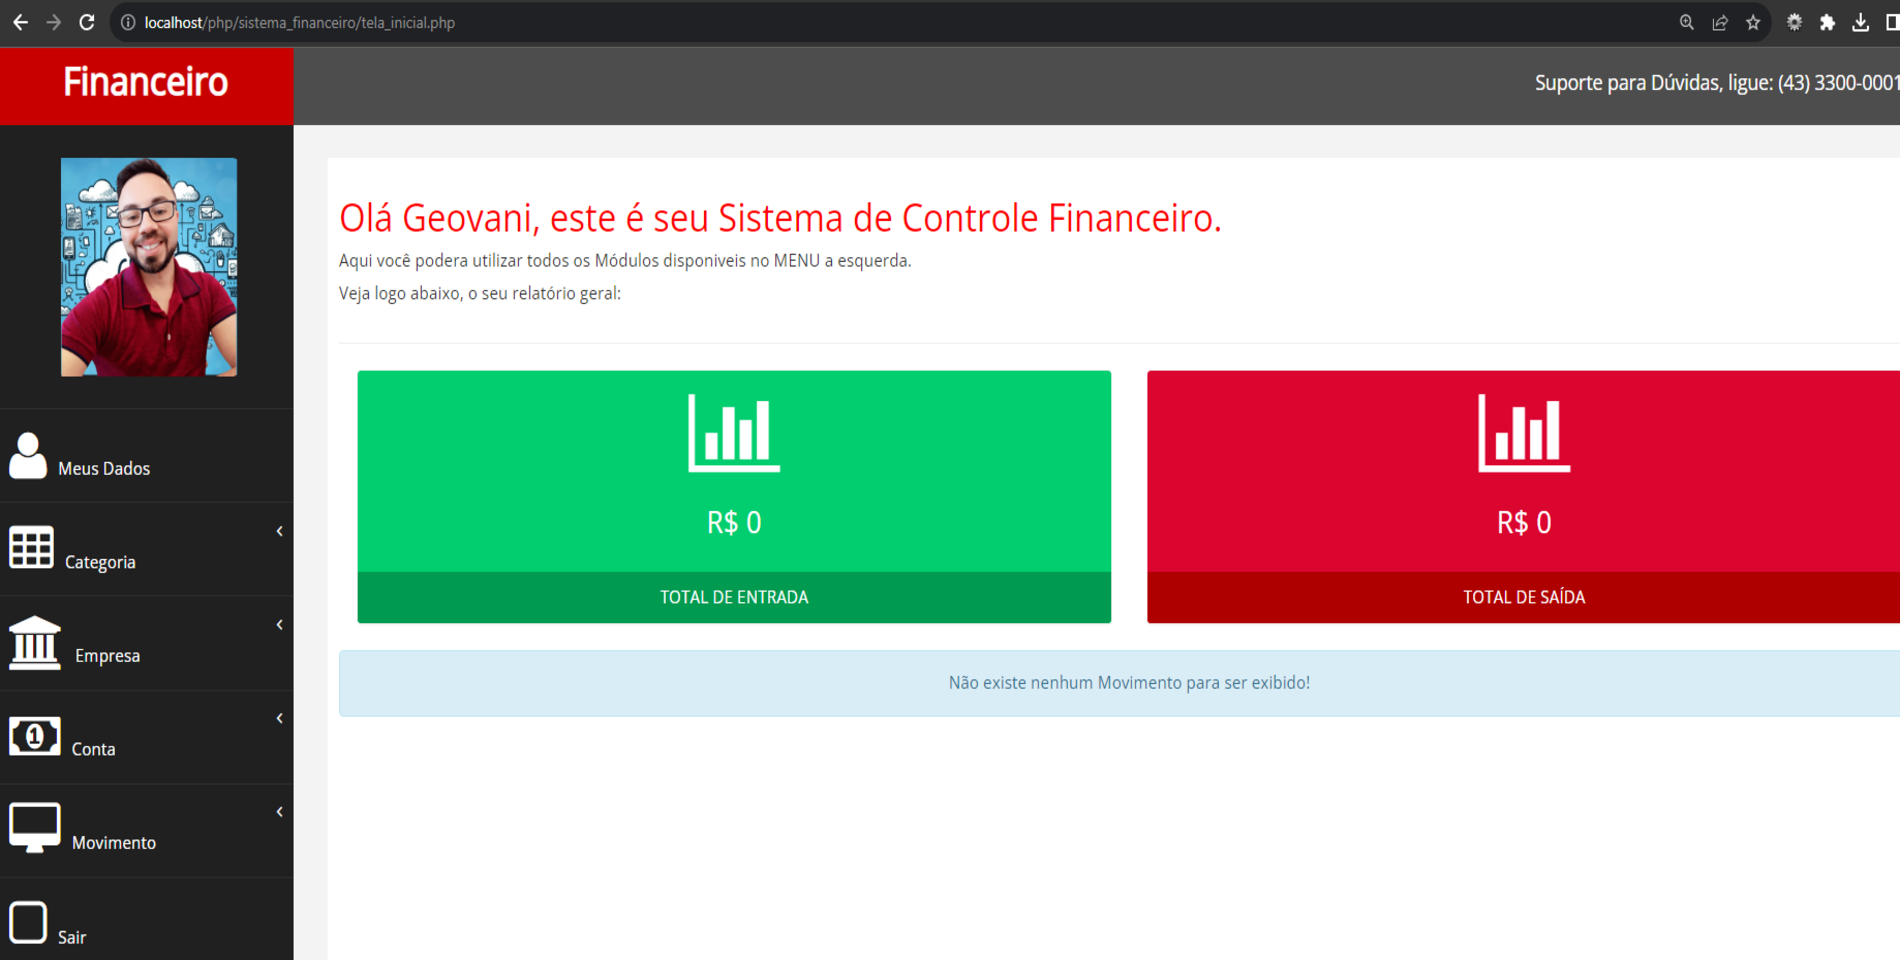 localhost/php/sistema_financeiro/tela_inicial.php
Financeiro
Suporte para Dúvidas, ligue: (43) 3300-0001
Olá Geovani, este é seu Sistema de Controle Financeiro.
Aqui você podera utilizar todos os Módulos disponiveis no MENU a esquerda.
Veja logo abaixo, o seu relatório geral:
Meus Dados
Categoria
Empresa
Conta
Movimento
Sair
R$ 0
TOTAL DE ENTRADA
R$ 0
TOTAL DE SAÍDA
Não existe nenhum Movimento para ser exibido!